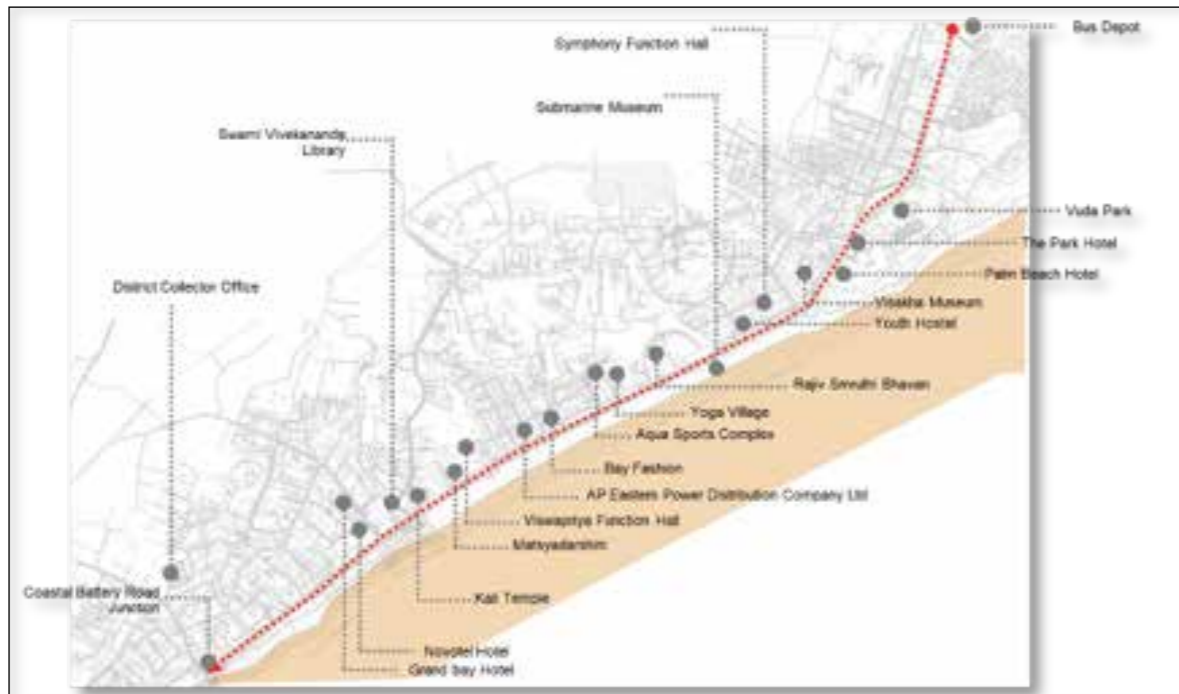 Bus Depot
Symphony Function Hall
Submarine Museum
Swami Vivekananda
Library
Vuda Park
The Park Hotel
Palm Beach Hotel
District Collector Office
Visakha Museum
Youth Hostel
Rajiv Smruthi Bhavan
Yoga Village
Aqua Sports Complex
Bay Fashion
AP Eastern Power Distribution Company Ltd
Viswapriya Function Hall
Matsyadarshini
Coastal Battery Road
Junction
Kali Temple
Novotel Hotel
Grand bay Hotel